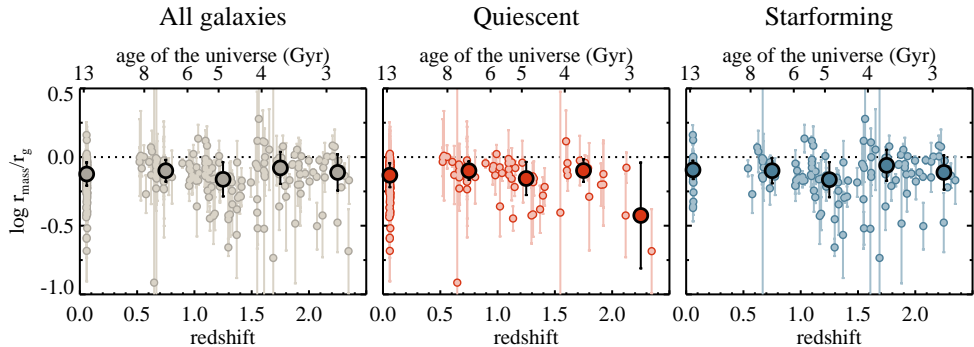 All galaxies
Quiescent
Starforming
age of the universe (Gyr)
age of the universe (Gyr)
age of the universe (Gyr)
13 8 6 5 4 3
13 8 6 5 4 3
13 8 6 5 4 3
0.5
0.0
-0.5
-1.0
log r_mass/r_g
0.0 0.5 1.0 1.5 2.0
0.0 0.5 1.0 1.5 2.0
0.0 0.5 1.0 1.5 2.0
redshift
redshift
redshift